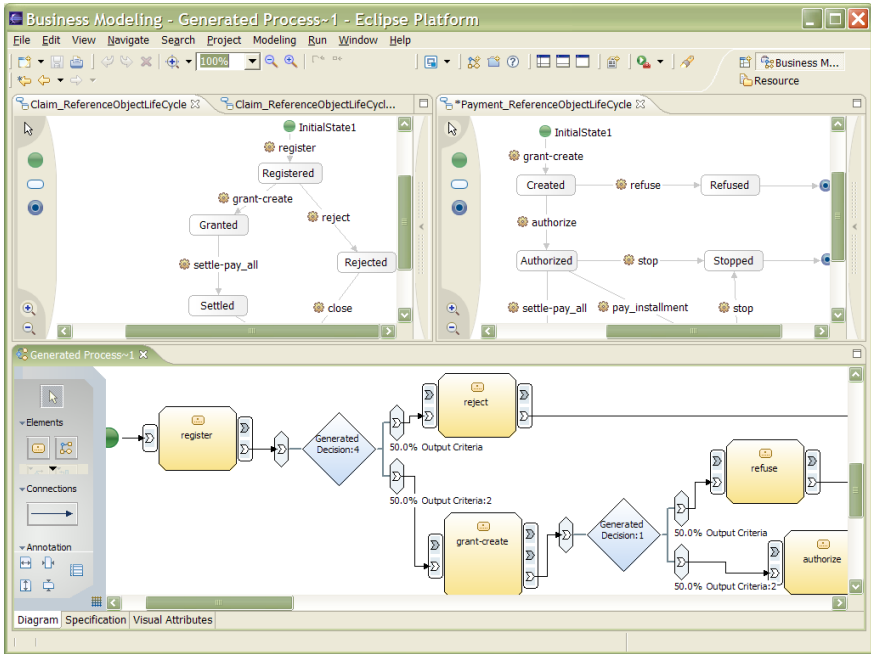 Business Modeling - Generated Process~1 - Eclipse Platform
File Edit View Navigate Search Project Modeling Run Window Help
100%
Business M...
Resource
Claim_ReferenceObjectLifeCycle
Claim_ReferenceObjectLifeCycl...
*Payment_ReferenceObjectLifeCycle
InitialState1
register
Registered
grant-create
reject
Granted
settle-pay_all
Rejected
Settled
close
InitialState1
grant-create
Created
refuse
Refused
authorize
Authorized
stop
Stopped
settle-pay_all
pay_installment
stop
Generated Process~1
Elements
Connections
Annotation
register
Generated
Decision:4
reject
50.0% Output Criteria
50.0% Output Criteria:2
grant-create
Generated
Decision:1
refuse
50.0% Output Criteria
authorize
50.0% Output Criteria:2
Diagram Specification Visual Attributes